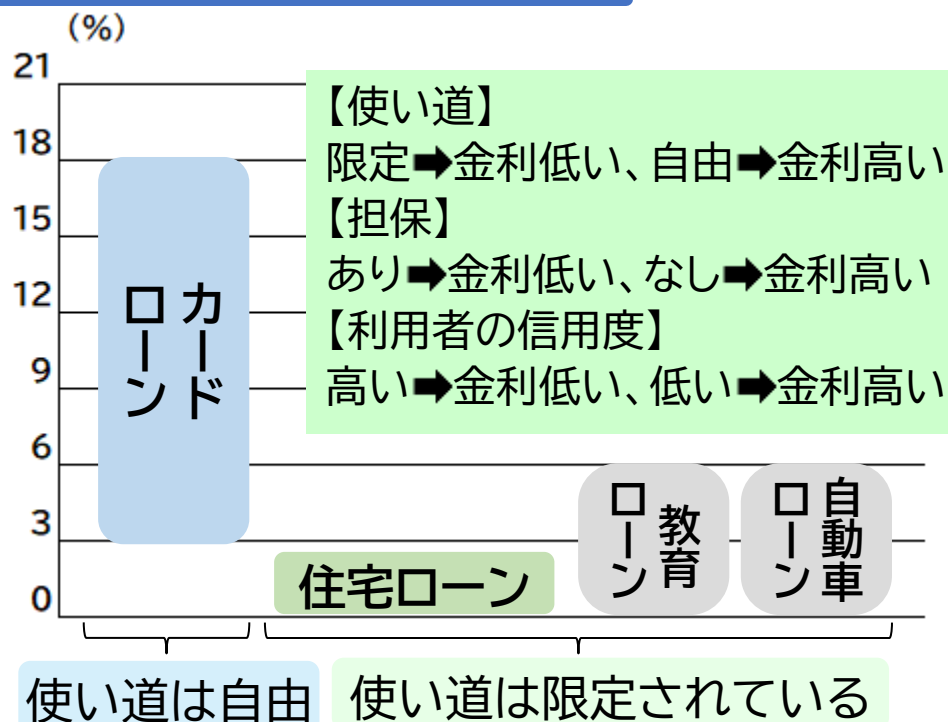 (%)
21
18
15
12
9
6
3
0
【使い道】
限定➡金利低い、自由➡金利高い
【担保】
あり➡金利低い、なし➡金利高い
【利用者の信用度】
高い➡金利低い、低い➡金利高い
カード
ローン
住宅ローン
教育
ローン
自動車
ローン
使い道は自由
使い道は限定されている